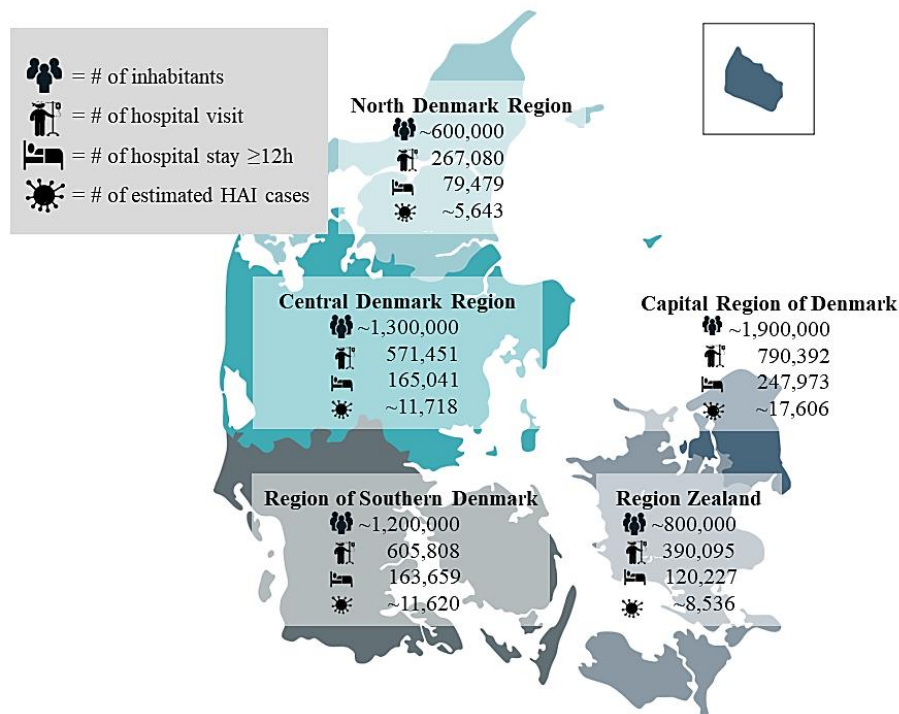 = # of inhabitants
= # of hospital visit
= # of hospital stay ≥12h
= # of estimated HAI cases
North Denmark Region
~600,000
267,080
79,479
~5,643
Central Denmark Region
~1,300,000
571,451
165,041
~11,718
Capital Region of Denmark
~1,900,000
790,392
247,973
~17,606
Region of Southern Denmark
~1,200,000
605,808
163,659
~11,620
Region Zealand
~800,000
390,095
120,227
~8,536